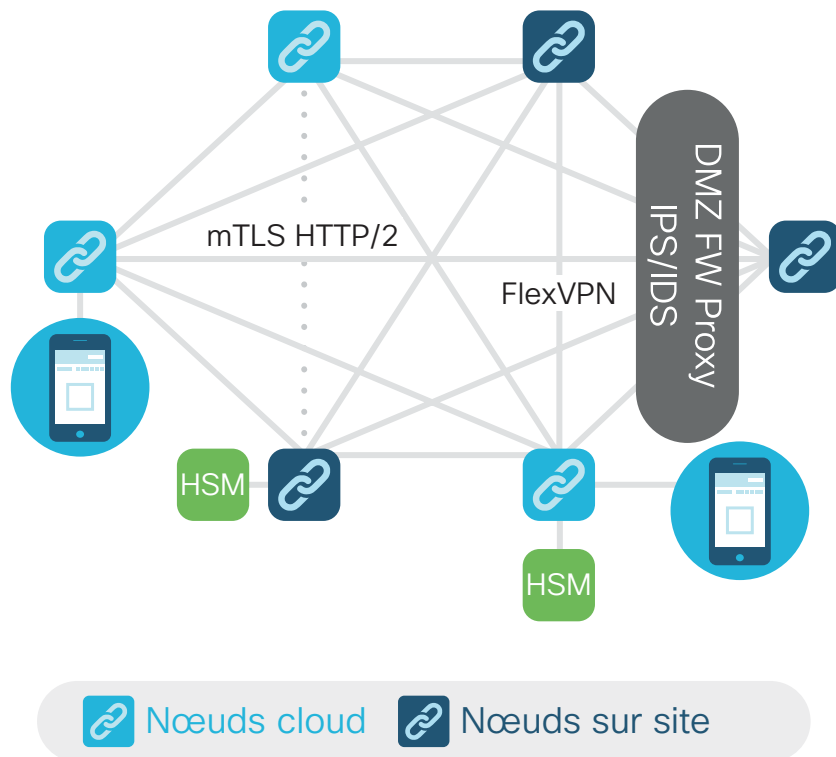 mTLS HTTP/2
FlexVPN
DMZ FW Proxy
IPS/IDS
HSM
HSM
Nœuds cloud
Nœuds sur site